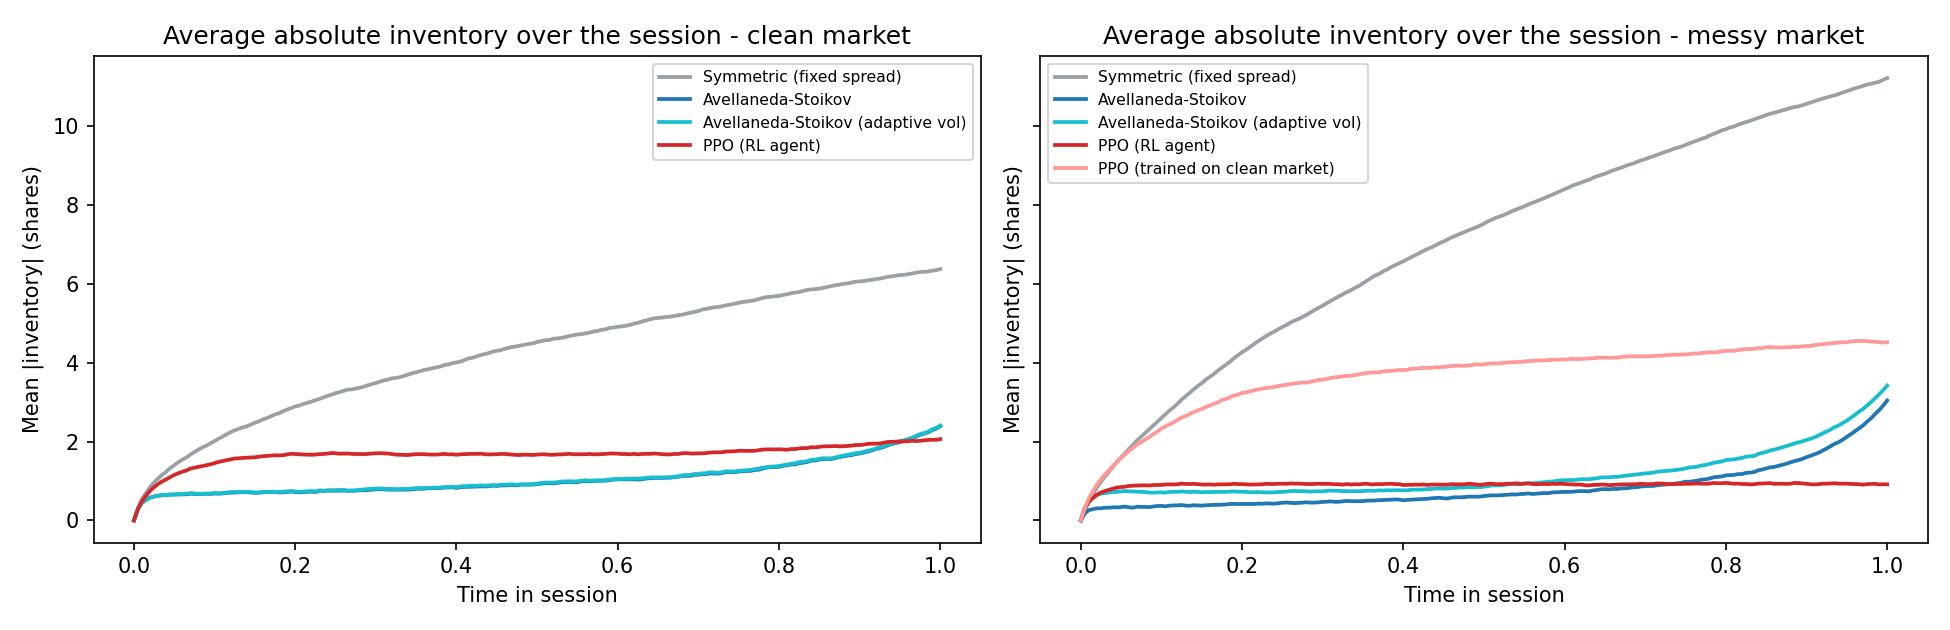 Average absolute inventory over the session - clean market
Mean |inventory| (shares)
10
8
6
4
2
0
Symmetric (fixed spread)
Avellaneda-Stoikov
Avellaneda-Stoikov (adaptive vol)
PPO (RL agent)
0.0 0.2 0.4 0.6 0.8 1.0
Time in session
Average absolute inventory over the session - messy market
Mean |inventory| (shares)
Symmetric (fixed spread)
Avellaneda-Stoikov
Avellaneda-Stoikov (adaptive vol)
PPO (RL agent)
PPO (trained on clean market)
0.0 0.2 0.4 0.6 0.8 1.0
Time in session